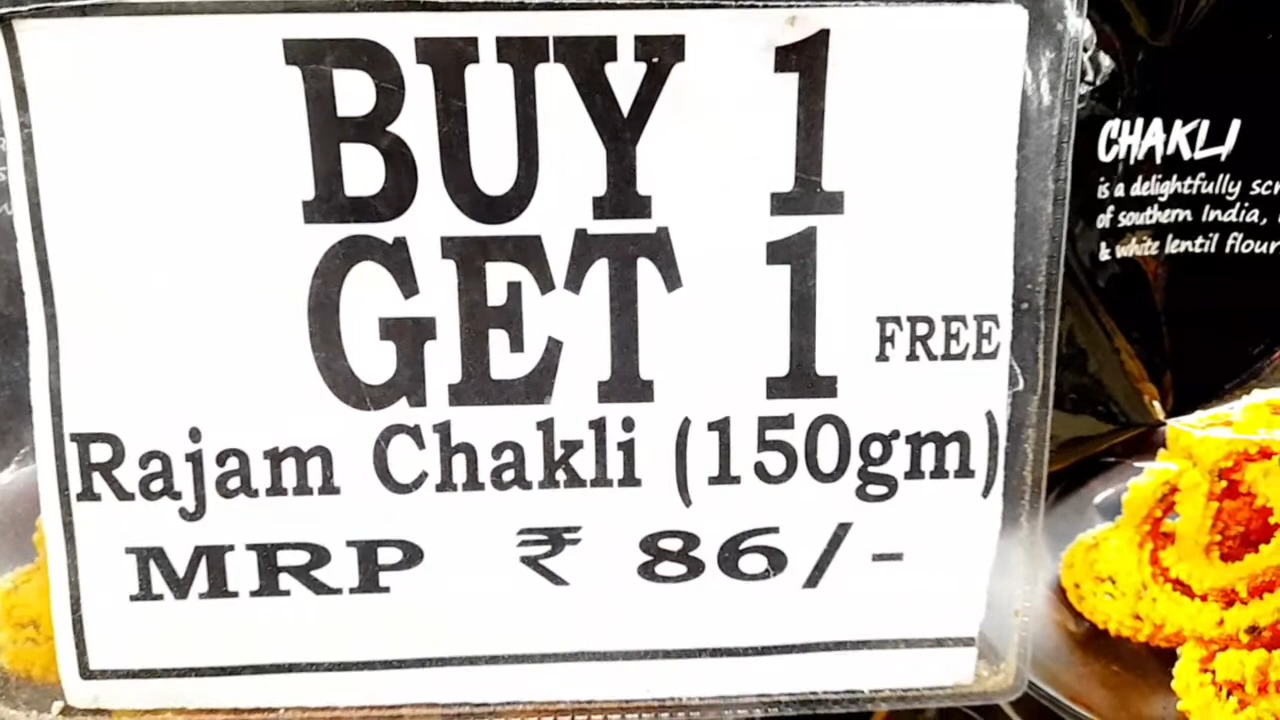 BUY 1
GET 1 FREE
Rajam Chakli (150gm)
MRP ₹ 86/-
CHAKLI
is a delightfully
of southern India,
& white lentil flour